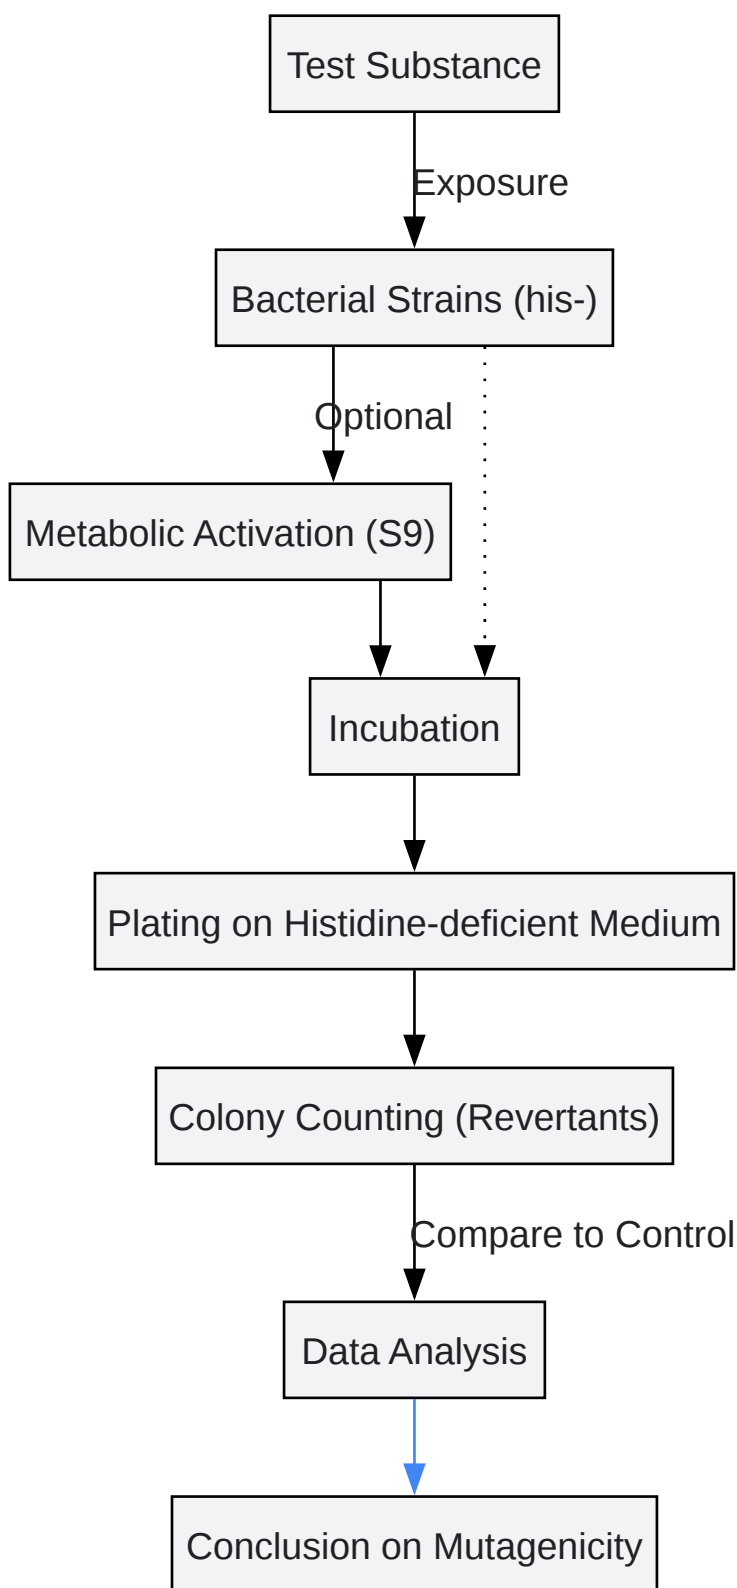 Test Substance
Exposure
Bacterial Strains (his-)
Optional
Metabolic Activation (S9)
Incubation
Plating on Histidine-deficient Medium
Colony Counting (Revertants)
Compare to Control
Data Analysis
Conclusion on Mutagenicity